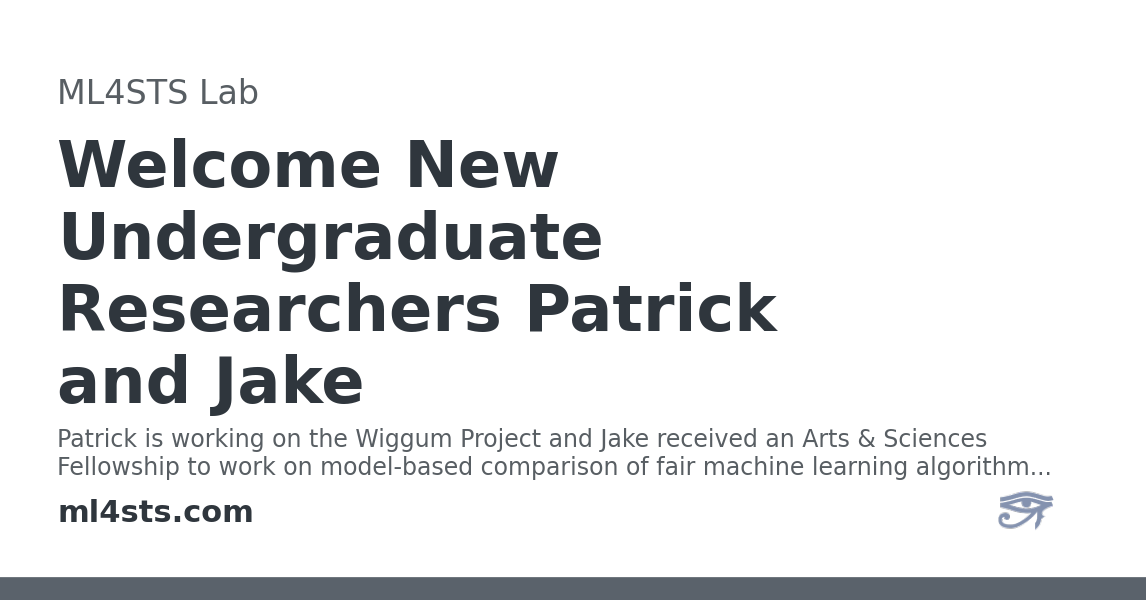 ML4STS Lab
Welcome New
Undergraduate
Researchers Patrick
and Jake
Patrick is working on the Wiggum Project and Jake received an Arts & Sciences
Fellowship to work on model-based comparison of fair machine learning algorithm...
ml4sts.com